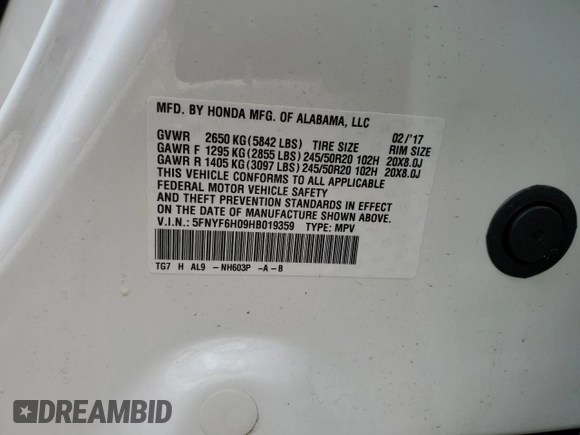 MFD. BY HONDA MFG. OF ALABAMA, LLC
GVWR 2650 KG (5842 LBS) TIRE SIZE 02/'17 RIM SIZE
GAWR F 1295 KG (2855 LBS) 245/50R20 102H 20X8.0J
GAWR R 1405 KG (3097 LBS) 245/50R20 102H 20X8.0J
THIS VEHICLE CONFORMS TO ALL APPLICABLE
FEDERAL MOTOR VEHICLE SAFETY
AND THEFT PREVENTION STANDARDS IN EFFECT
ON THE DATE OF MANUFACTURE SHOWN ABOVE.
V.I.N.: 5FNYF6H09HB019359 TYPE: MPV
TG7 H AL9 -NH603P -A-B
DREAMBID